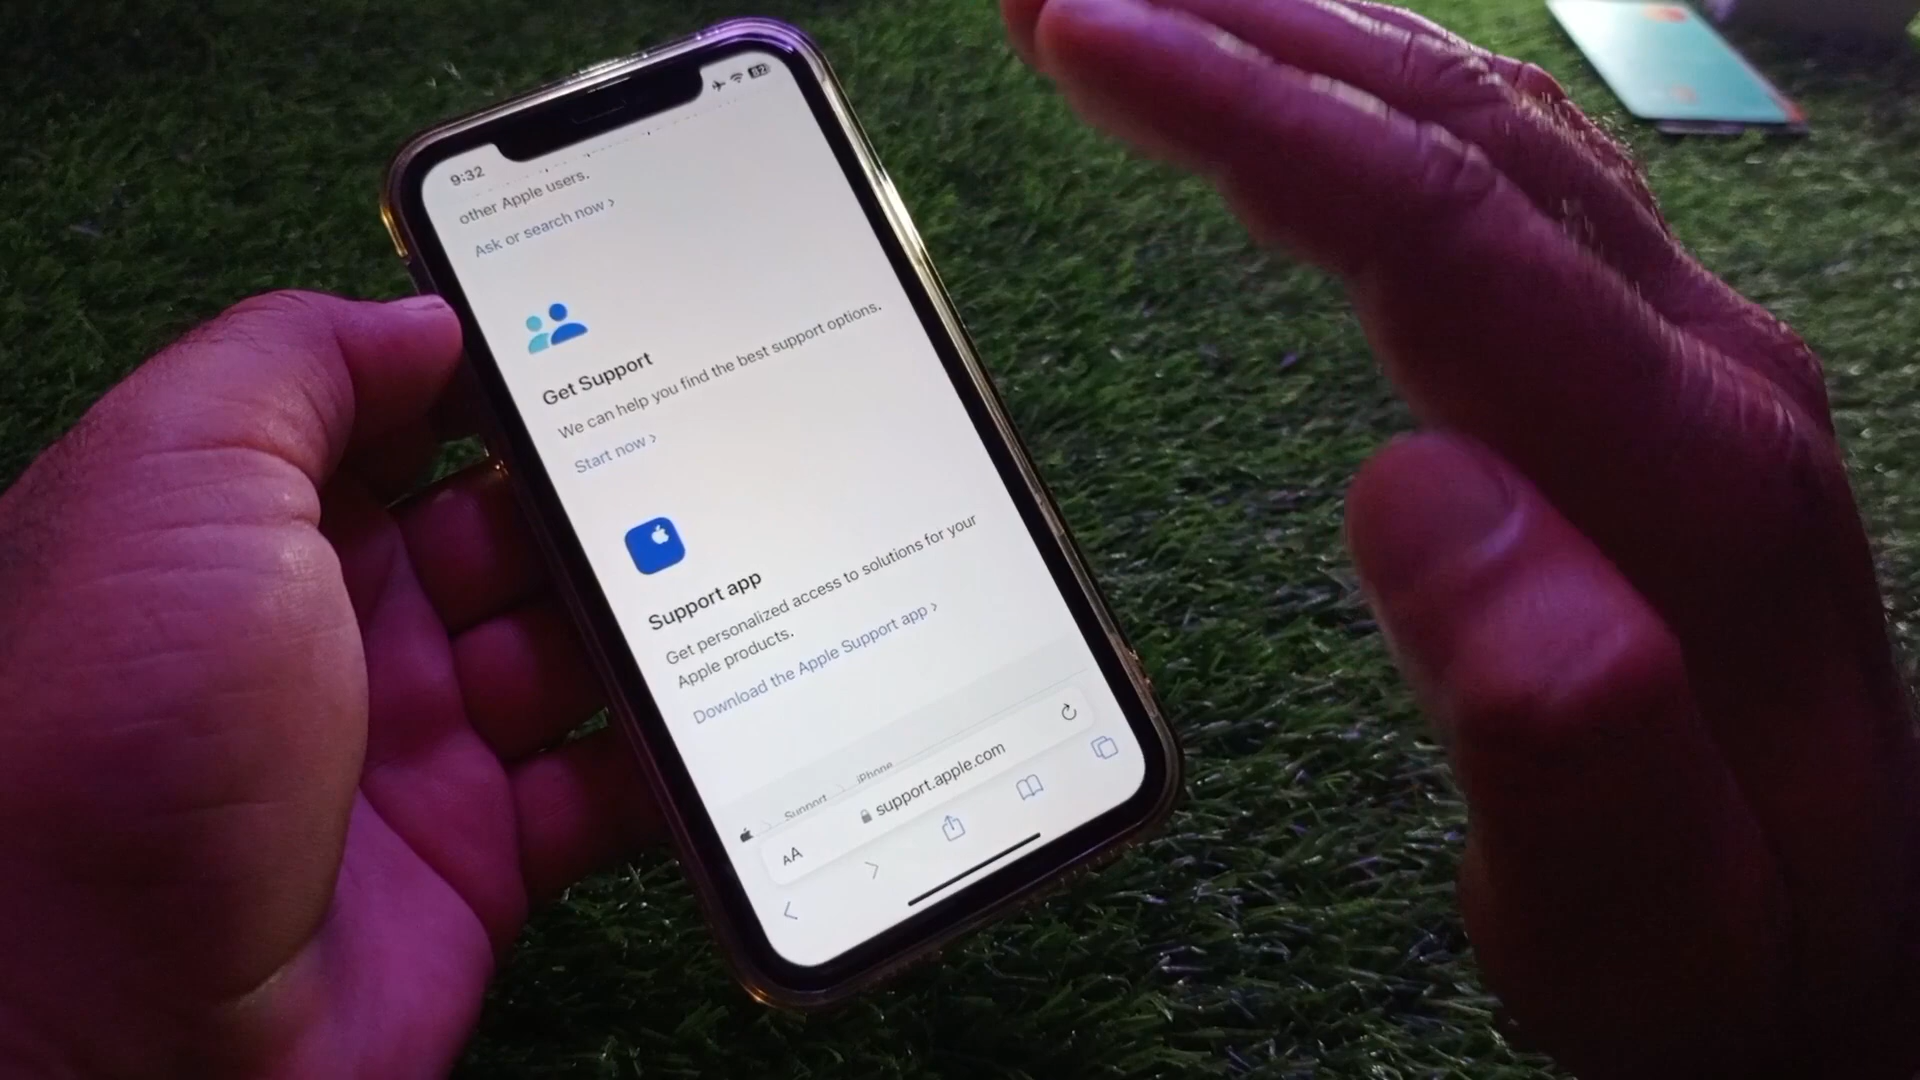 9:32
82
other Apple users.
Ask or search now >
Get Support
We can help you find the best support options.
Start now >
Support app
Get personalized access to solutions for your
Apple products.
Download the Apple Support app >
Support
iPhone
AA
support.apple.com